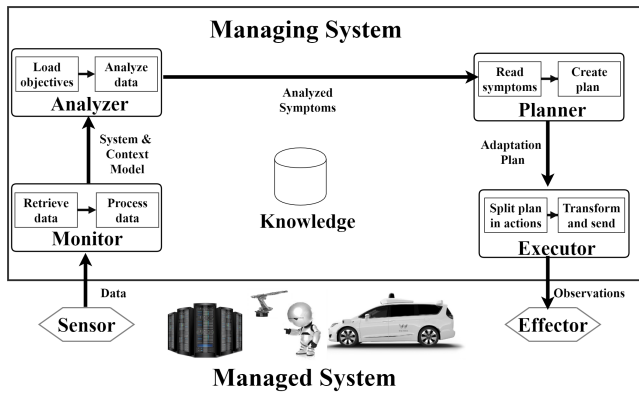 Managing System
Load
objectives
Analyze
data
Analyzer
Analyzed
Symptoms
Read
symptoms
Create
plan
Planner
System &
Context
Model
Adaptation
Plan
Retrieve
data
Process
data
Monitor
Knowledge
Split plan
in actions
Transform
and send
Executor
Data
Observations
Sensor
Effector
Managed System